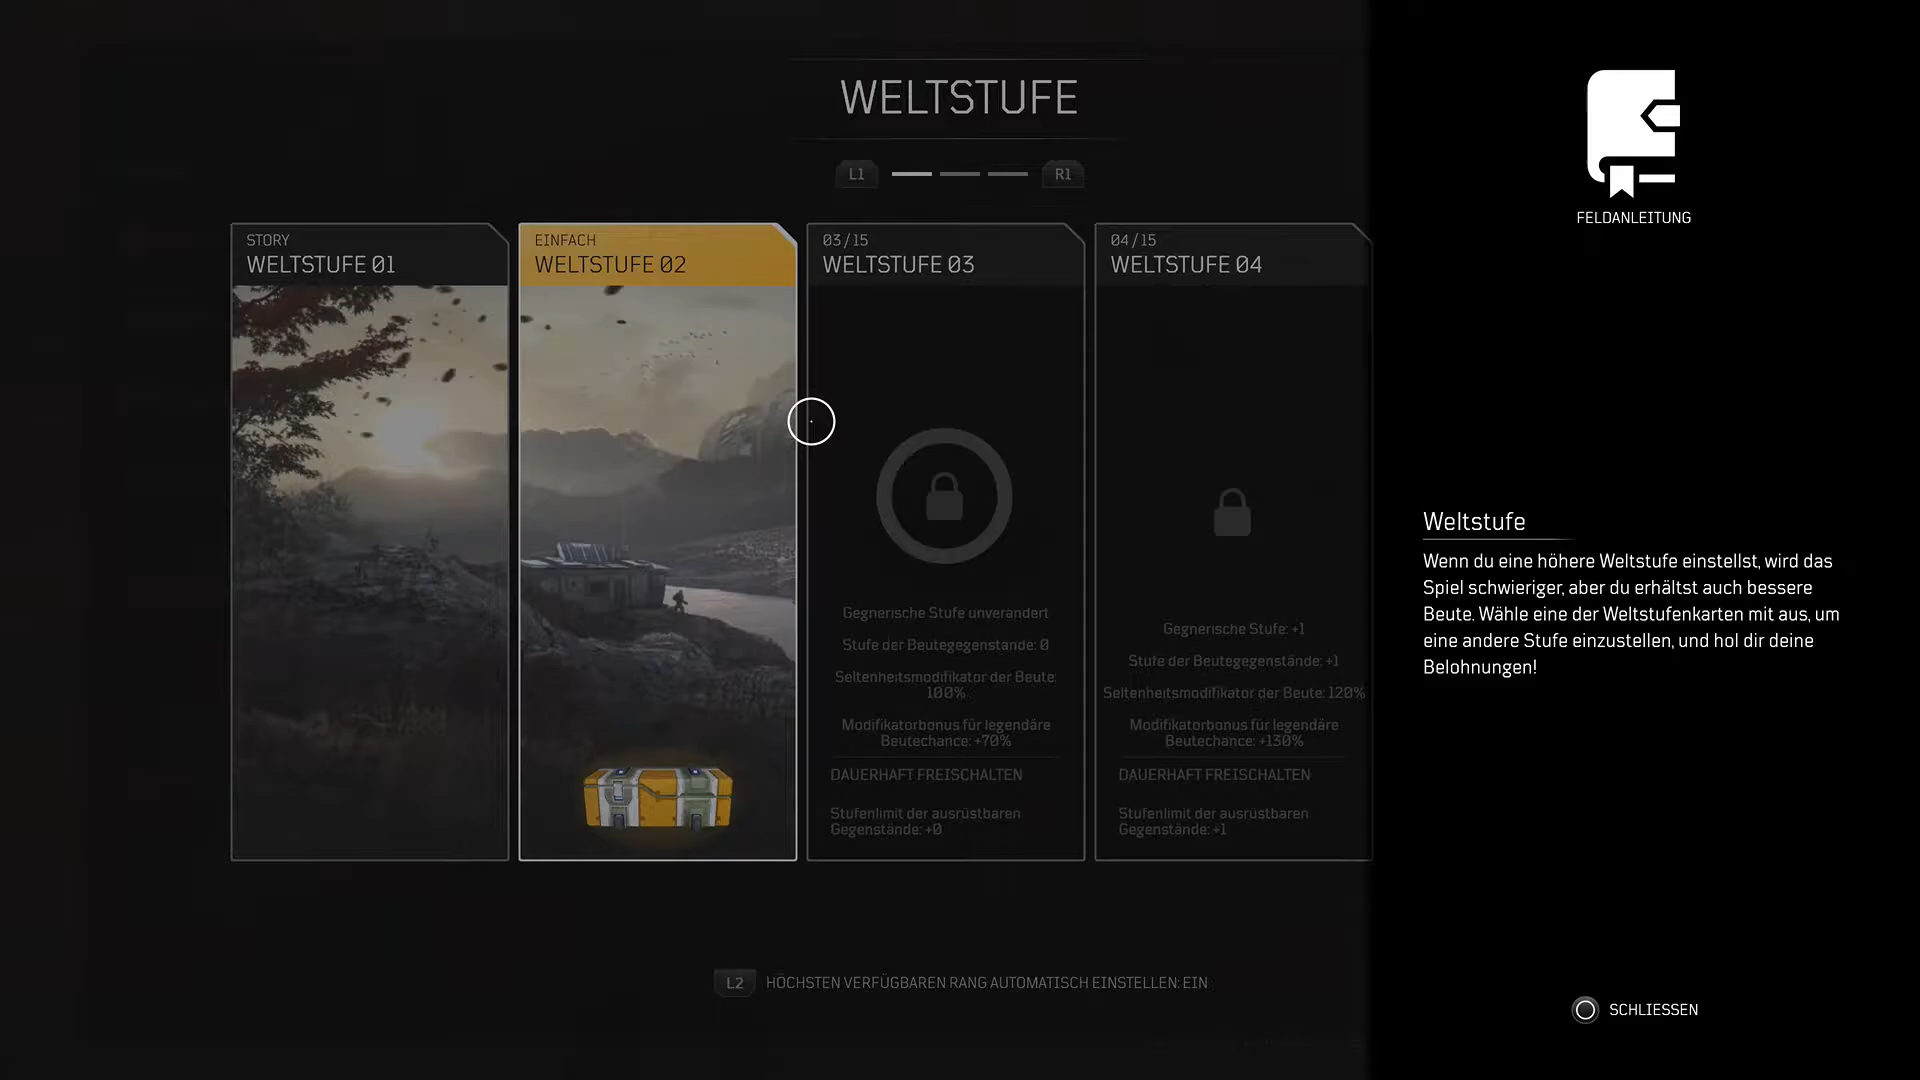 WELTSTUFE
L1
R1
STORY
WELTSTUFE 01
EINFACH
WELTSTUFE 02
03/15
WELTSTUFE 03
Gegnerische Stufe unverändert
Stufe der Beutegegenstände: 0
Seltenheitsmodifikator der Beute:
100%
Modifikatorbonus für legendäre
Beutechance: +70%
DAUERHAFT FREISCHALTEN
Stufenlimit der ausrüstbaren
Gegenstände: +0
04/15
WELTSTUFE 04
Gegnerische Stufe: +1
Stufe der Beutegegenstände: +1
Seltenheitsmodifikator der Beute: 120%
Modifikatorbonus für legendäre
Beutechance: +130%
DAUERHAFT FREISCHALTEN
Stufenlimit der ausrüstbaren
Gegenstände: +1
L2 HÖCHSTEN VERFÜGBAREN RANG AUTOMATISCH EINSTELLEN: EIN
FELDANLEITUNG
Weltstufe
Wenn du eine höhere Weltstufe einstellst, wird das
Spiel schwieriger, aber du erhältst auch bessere
Beute. Wähle eine der Weltstufenkarten mit aus, um
eine andere Stufe einzustellen, und hol dir deine
Belohnungen!
SCHLIESSEN